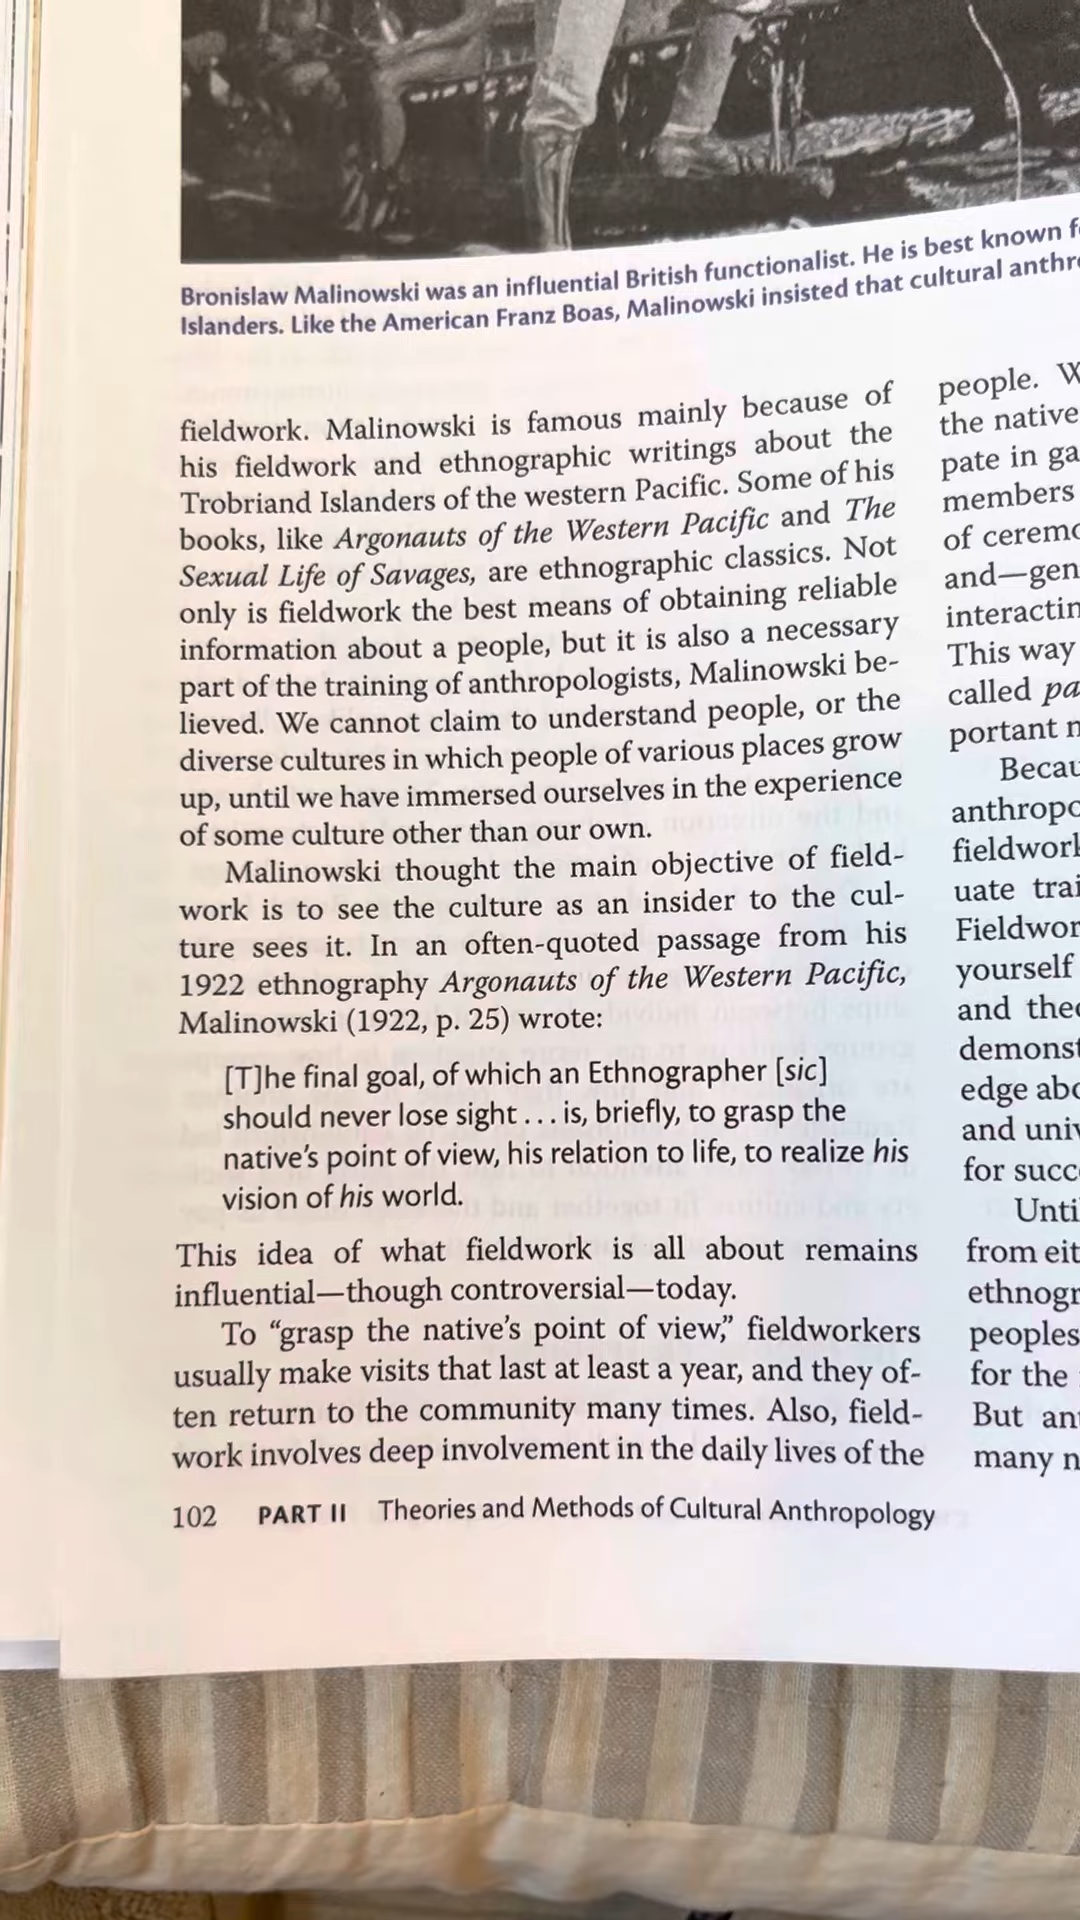 Bronislaw Malinowski was an influential British functionalist. He is best known
Islanders. Like the American Franz Boas, Malinowski insisted that cultural
fieldwork. Malinowski is famous mainly because of
his fieldwork and ethnographic writings about the
Trobriand Islanders of the western Pacific. Some of his
books, like Argonauts of the Western Pacific and The
Sexual Life of Savages, are ethnographic classics. Not
only is fieldwork the best means of obtaining reliable
information about a people, but it is also a necessary
part of the training of anthropologists, Malinowski be-
lieved. We cannot claim to understand people, or the
diverse cultures in which people of various places grow
up, until we have immersed ourselves in the experience
of some culture other than our own.
Malinowski thought the main objective of field-
work is to see the culture as an insider to the cul-
ture sees it. In an often-quoted passage from his
1922 ethnography Argonauts of the Western Pacific,
Malinowski (1922, p. 25) wrote:
[T]he final goal, of which an Ethnographer [sic]
should never lose sight . . . is, briefly, to grasp the
native's point of view, his relation to life, to realize his
vision of his world.
This idea of what fieldwork is all about remains
influential—though controversial—today.
To “grasp the native's point of view,” fieldworkers
usually make visits that last at least a year, and they of-
ten return to the community many times. Also, field-
work involves deep involvement in the daily lives of the
people.
the native
pate in
members
of
and—
This way
called
portant
and
edge
and
for
from
peoples
for the
But
many
102 PART II Theories and Methods of Cultural Anthropology